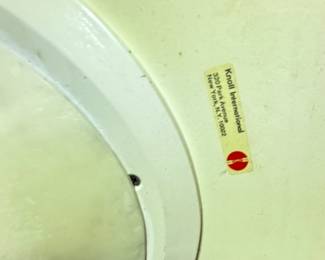 Knoll International
320 Park Avenue
New York, N.Y. 10022